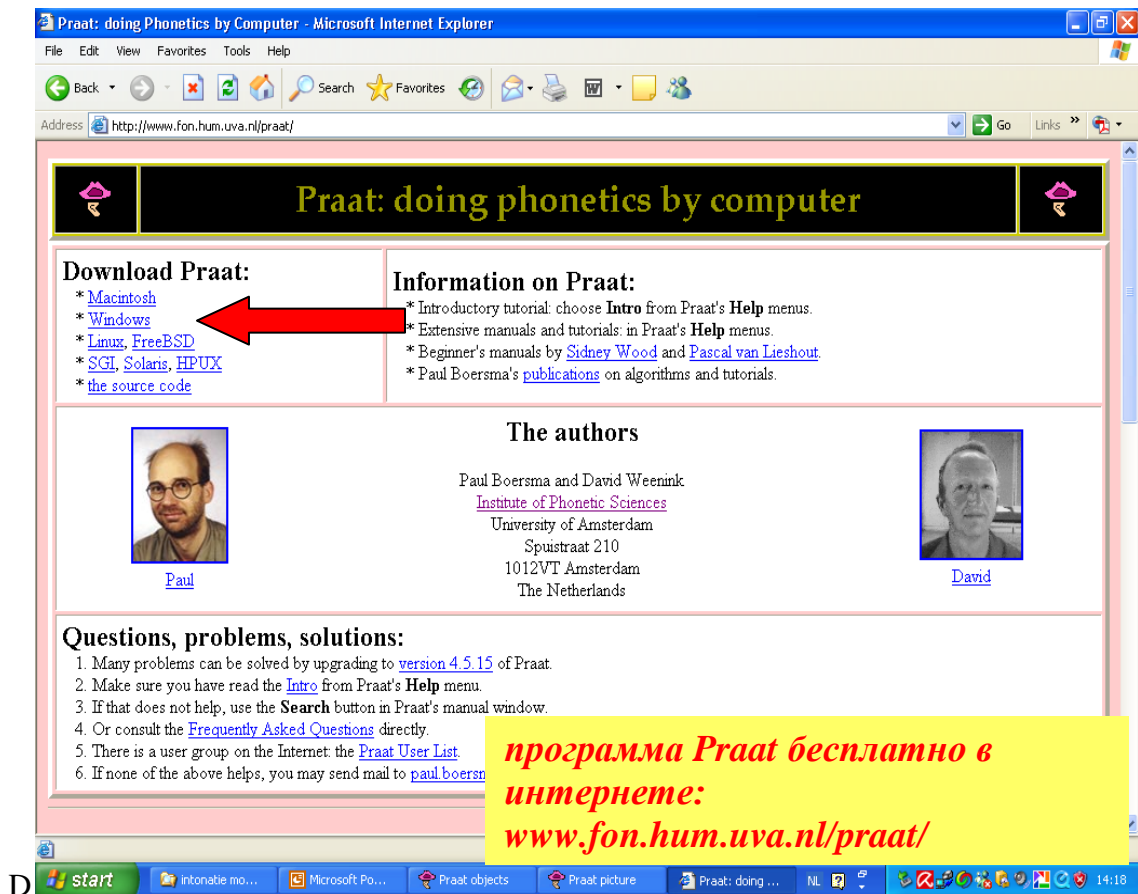 Praat: doing Phonetics by Computer - Microsoft Internet Explorer
File Edit View Favorites Tools Help
Back Search Favorites
Address http://www.fon.hum.uva.nl/praat/ Go Links »
Praat: doing phonetics by computer
Download Praat:
* Macintosh
* Windows
* Linux, FreeBSD
* SGI, Solaris, HPUX
* the source code
Information on Praat:
* Introductory tutorial: choose Intro from Praat's Help menus.
* Extensive manuals and tutorials: in Praat's Help menus.
* Beginner's manuals by Sidney Wood and Pascal van Lieshout.
* Paul Boersma's publications on algorithms and tutorials.
The authors
Paul Boersma and David Weenink
Institute of Phonetic Sciences
University of Amsterdam
Spuistraat 210
1012VT Amsterdam
The Netherlands
Paul
David
Questions, problems, solutions:
1. Many problems can be solved by upgrading to version 4.5.15 of Praat.
2. Make sure you have read the Intro from Praat's Help menu.
3. If that does not help, use the Search button in Praat's manual window.
4. Or consult the Frequently Asked Questions directly.
5. There is a user group on the Internet: the Praat User List.
6. If none of the above helps, you may send mail to
программа Praat бесплатно в
интернете:
www.fon.hum.uva.nl/praat/
D
start intonatie mo... Microsoft Po... Praat objects Praat picture Praat: doing ... NL 14:18